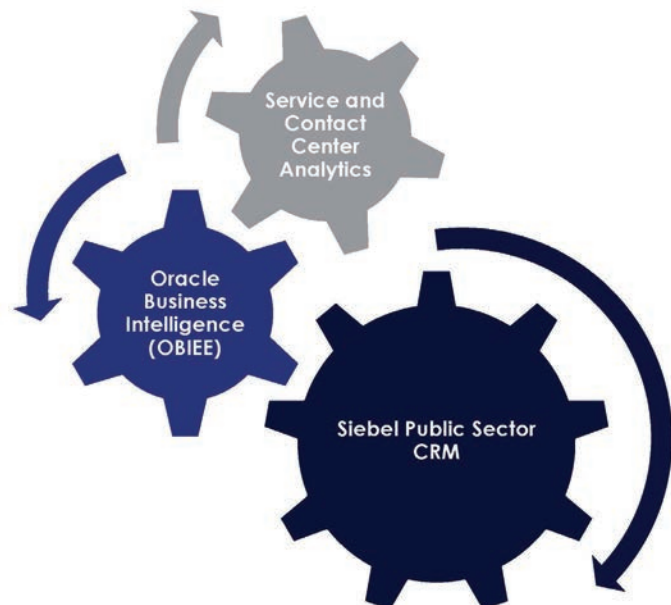 Service and
Contact
Center
Analytics
Oracle
Business
Intelligence
(OBIEE)
Siebel Public Sector
CRM